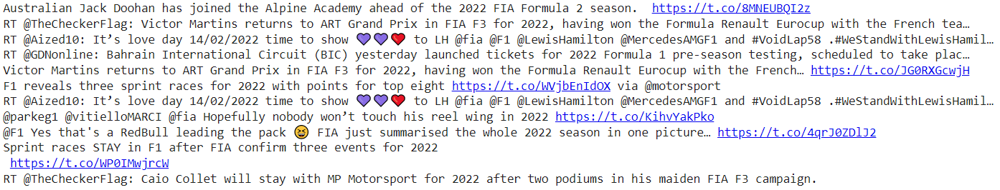 Australian Jack Doohan has joined the Alpine Academy ahead of the 2022 FIA Formula 2 season.  https://t.co/8MNEUBQI2z
RT @TheCheckerFlag: Victor Martins returns to ART Grand Prix in FIA F3 for 2022, having won the Formula Renault Eurocup with the French tea…
RT @Aized10: It’s love day 14/02/2022 time to show 💜💜❤️ to LH @fia @F1 @LewisHamilton @MercedesAMGF1 and #VoidLap58 .#WeStandWithLewisHamil…
RT @GDNonline: Bahrain International Circuit (BIC) yesterday launched tickets for 2022 Formula 1 pre-season testing, scheduled to take plac…
Victor Martins returns to ART Grand Prix in FIA F3 for 2022, having won the Formula Renault Eurocup with the French… https://t.co/JG0RXGcwjH
F1 reveals three sprint races for 2022 with points for top eight https://t.co/WVjbEnIdOX via @motorsport
RT @Aized10: It’s love day 14/02/2022 time to show 💜💜❤️ to LH @fia @F1 @LewisHamilton @MercedesAMGF1 and #VoidLap58 .#WeStandWithLewisHamil…
@parkeg1 @vitielloMARCI @fia Hopefully nobody won’t touch his reel wing in 2022 https://t.co/KihvYakPko
@F1 Yes that's a RedBull leading the pack 😆 FIA just summarised the whole 2022 season in one picture… https://t.co/4qrJ0ZDlJ2
Sprint races STAY in F1 after FIA confirm three events for 2022
https://t.co/WP0IMwjrcW
RT @TheCheckerFlag: Caio Collet will stay with MP Motorsport for 2022 after two podiums in his maiden FIA F3 campaign.